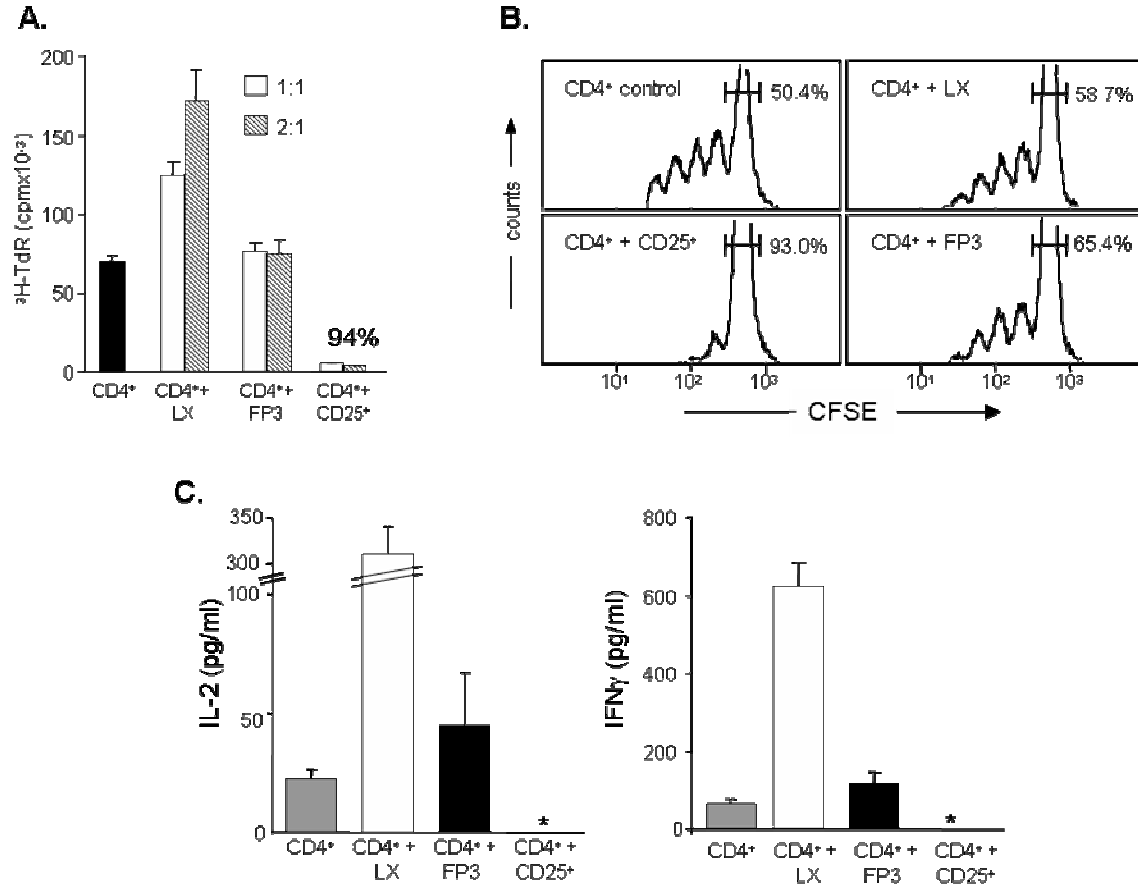 A.
200
150
100
50
0
³H-TdR (cpmx10⁻³)
1:1
2:1
94%
CD4⁺
CD4⁺+
LX
CD4⁺+
FP3
CD4⁺+
CD25⁺
B.
counts
CD4⁺ control
50.4%
CD4⁺ + LX
58.7%
CD4⁺ + CD25⁺
93.0%
CD4⁺ + FP3
65.4%
10¹ 10² 10³
10¹ 10² 10³
CFSE
C.
350
300
100
50
0
IL-2 (pg/ml)
*
CD4⁺
CD4⁺ +
LX
CD4⁺ +
FP3
CD4⁺ +
CD25⁺
800
600
400
200
0
IFNγ (pg/ml)
*
CD4⁺
CD4⁺ +
LX
CD4⁺ +
FP3
CD4⁺ +
CD25⁺